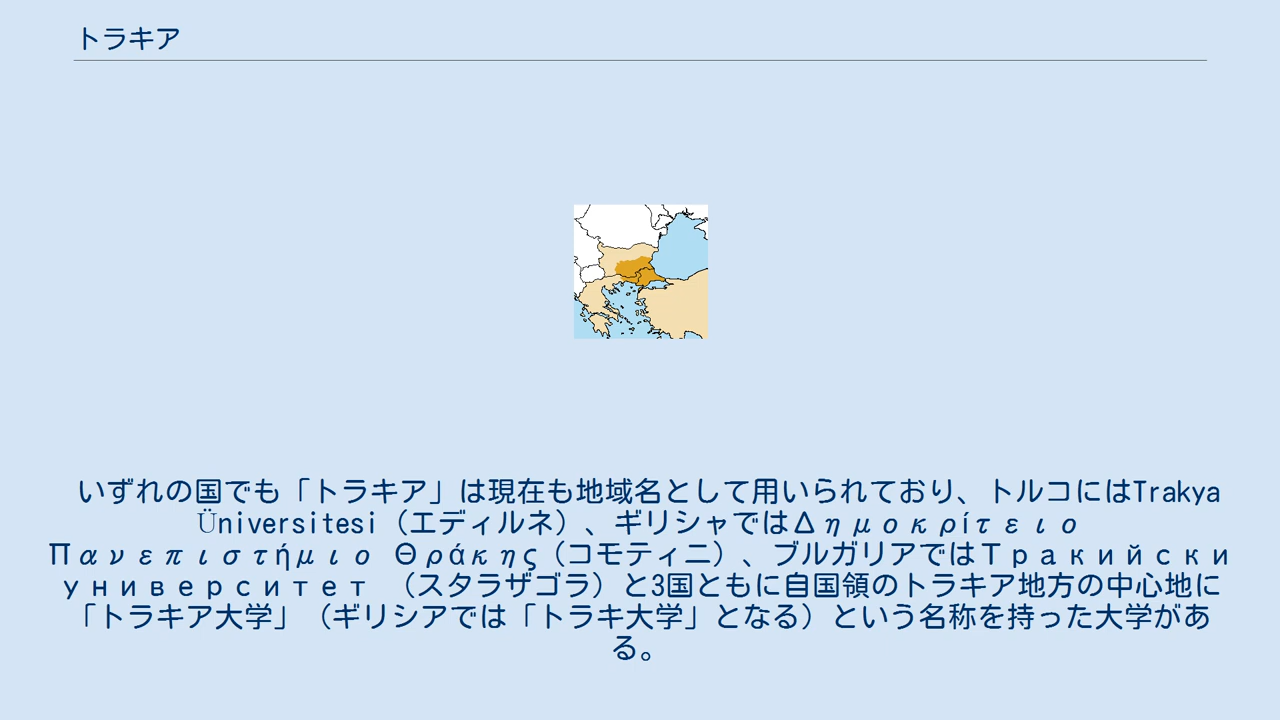 トラキア
いずれの国でも「トラキア」は現在も地域名として用いられており、トルコにはTrakya
Üniversitesi（エディルネ）、ギリシャではΔημοκρίτειο
Πανεπιστήμιο Θράκης（コモティニ）、ブルガリアではТракийски
университет （スタラザゴラ）と3国ともに自国領のトラキア地方の中心地に
「トラキア大学」（ギリシアでは「トラキ大学」となる）という名称を持った大学があ
る。